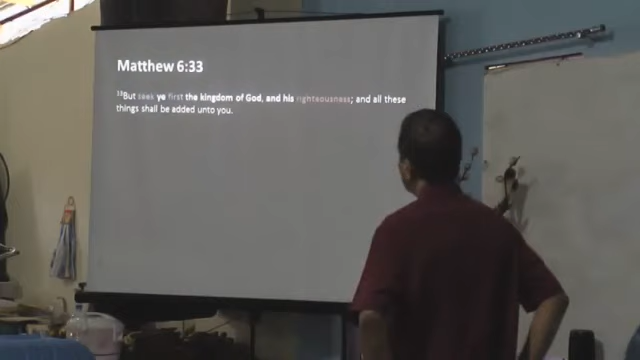 Matthew 6:33
33But seek ye first the kingdom of God, and his righteousness; and all these
things shall be added unto you.